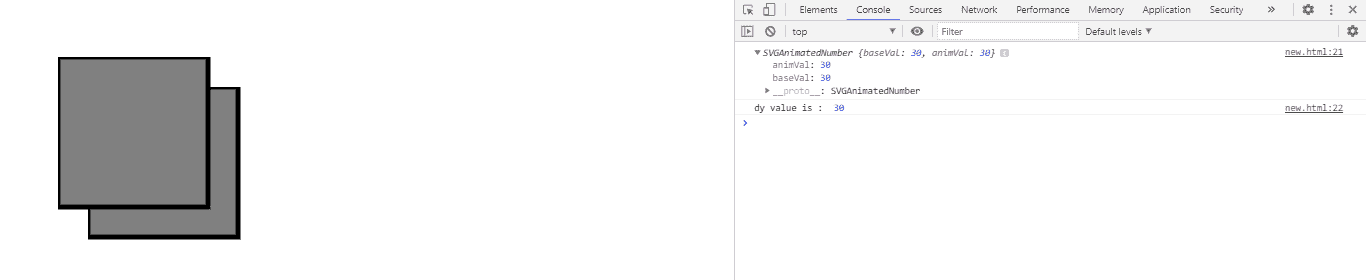 Elements Console Sources Network Performance Memory Application Security »
top ▼ Filter Default levels ▼
▼SVGAnimatedNumber {baseVal: 30, animVal: 30} i new.html:21
animVal: 30
baseVal: 30
▶__proto__: SVGAnimatedNumber
dy value is :  30 new.html:22
>